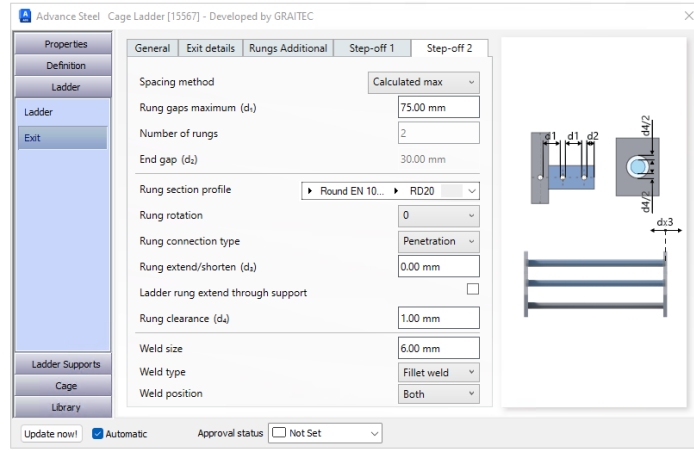 Advance Steel   Cage Ladder [15567] - Developed by GRAITEC
Properties
Definition
Ladder
Ladder
Exit
Ladder Supports
Cage
Library
General
Exit details
Rungs Additional
Step-off 1
Step-off 2
Spacing method Calculated max
Rung gaps maximum (d₁) 75.00 mm
Number of rungs 2
End gap (d₂) 30.00 mm
Rung section profile Round EN 10... RD20
Rung rotation 0
Rung connection type Penetration
Rung extend/shorten (d₃) 0.00 mm
Ladder rung extend through support
Rung clearance (d₄) 1.00 mm
Weld size 6.00 mm
Weld type Fillet weld
Weld position Both
d1 d1 d2
d4/2
d4/2
dx3
Update now! Automatic Approval status Not Set